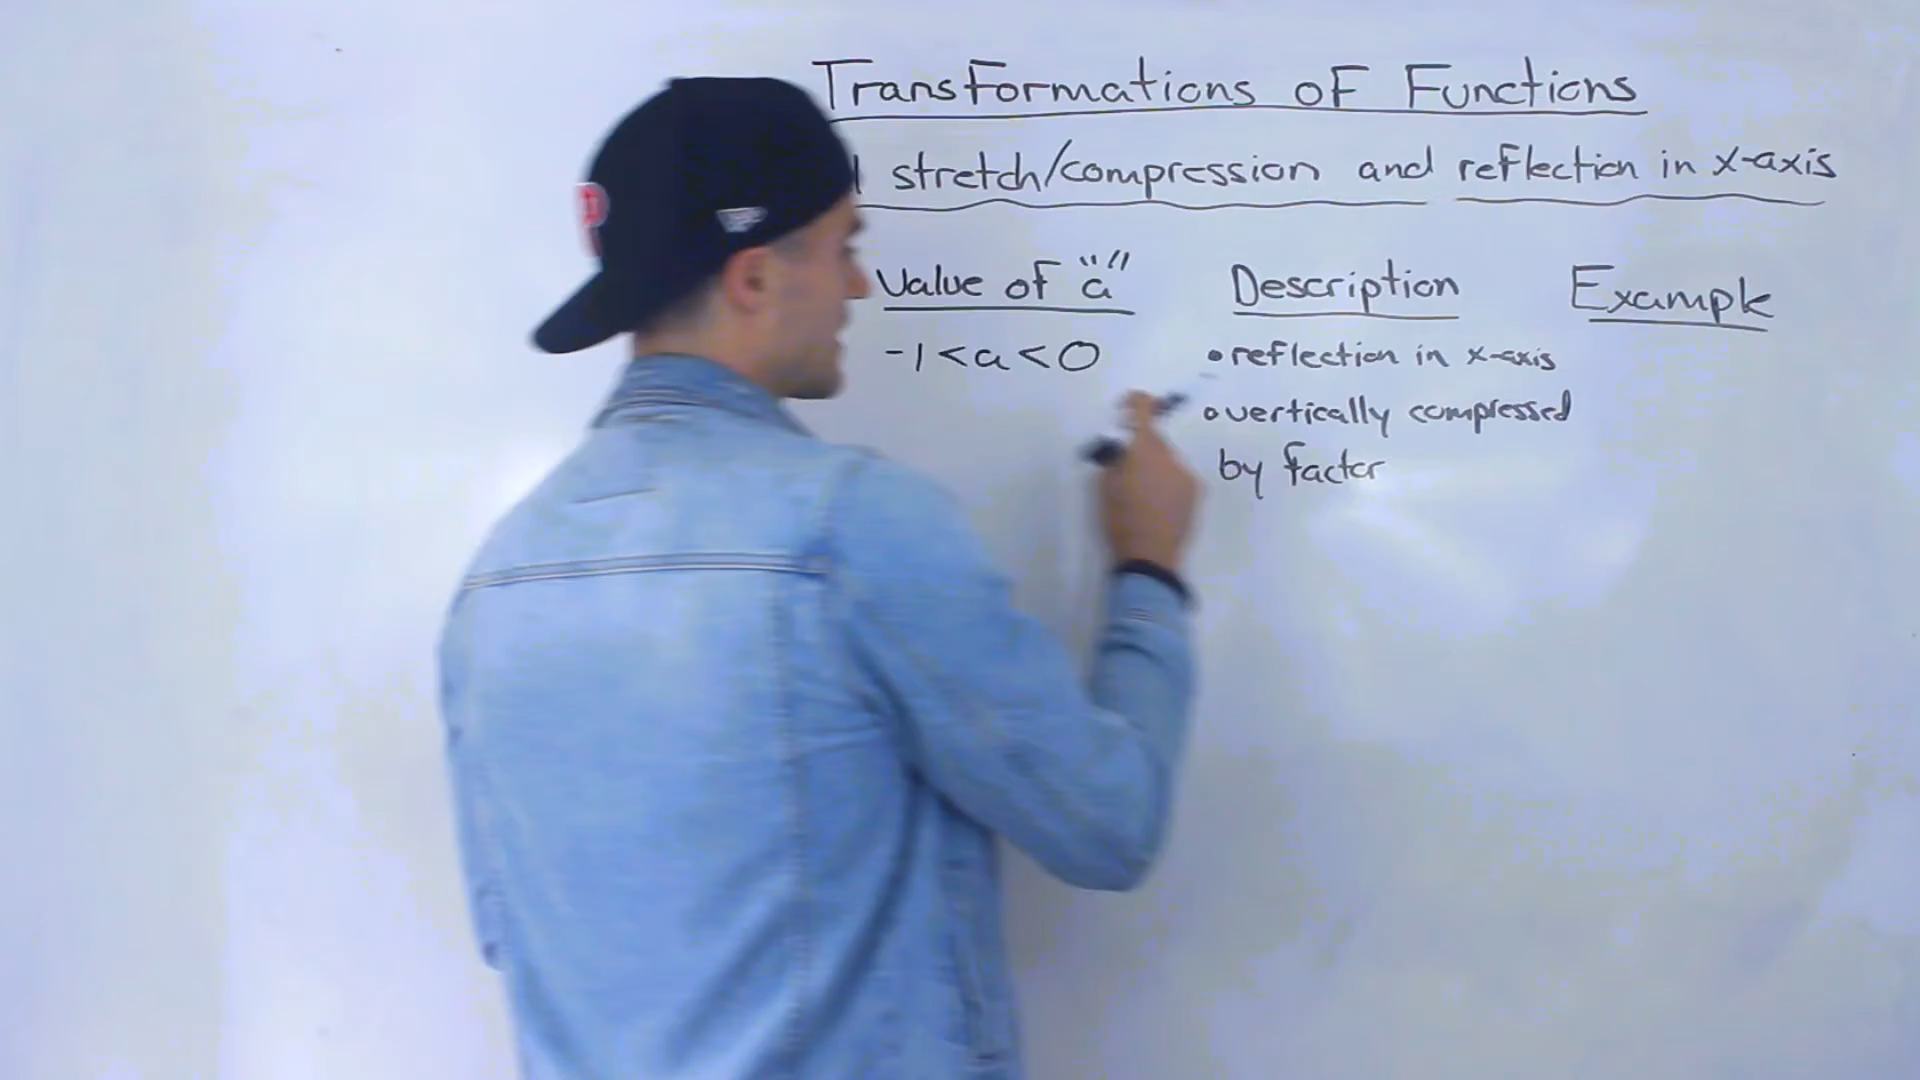 Transformations of Functions
stretch/compression and reflection in x-axis
Value of "a" Description Example
-1 < a < 0 • reflection in x-axis
• vertically compressed
by factor